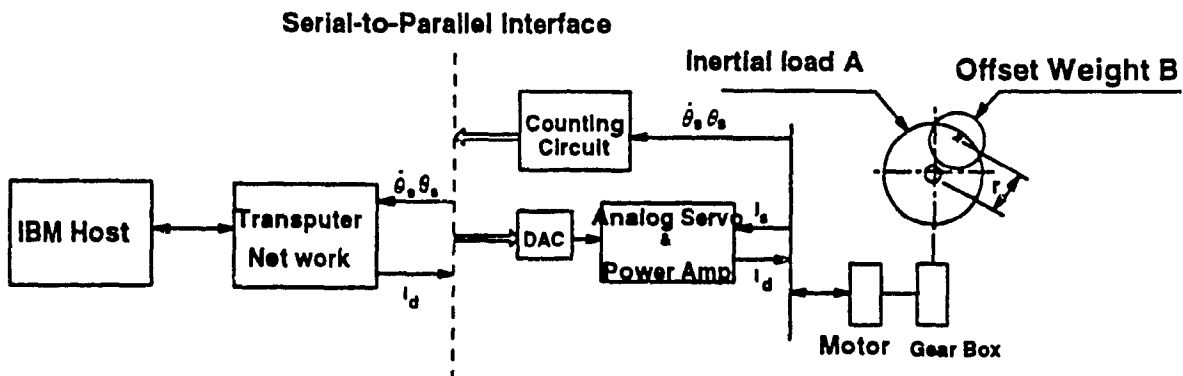 Serial-to-Parallel Interface
Inertial load A
Offset Weight B
Counting
Circuit
θ̇s θs
r
IBM Host
Transputer
Net work
θ̇s θs
Id
DAC
Analog Servo
&
Power Amp
Is
Id
Motor
Gear Box